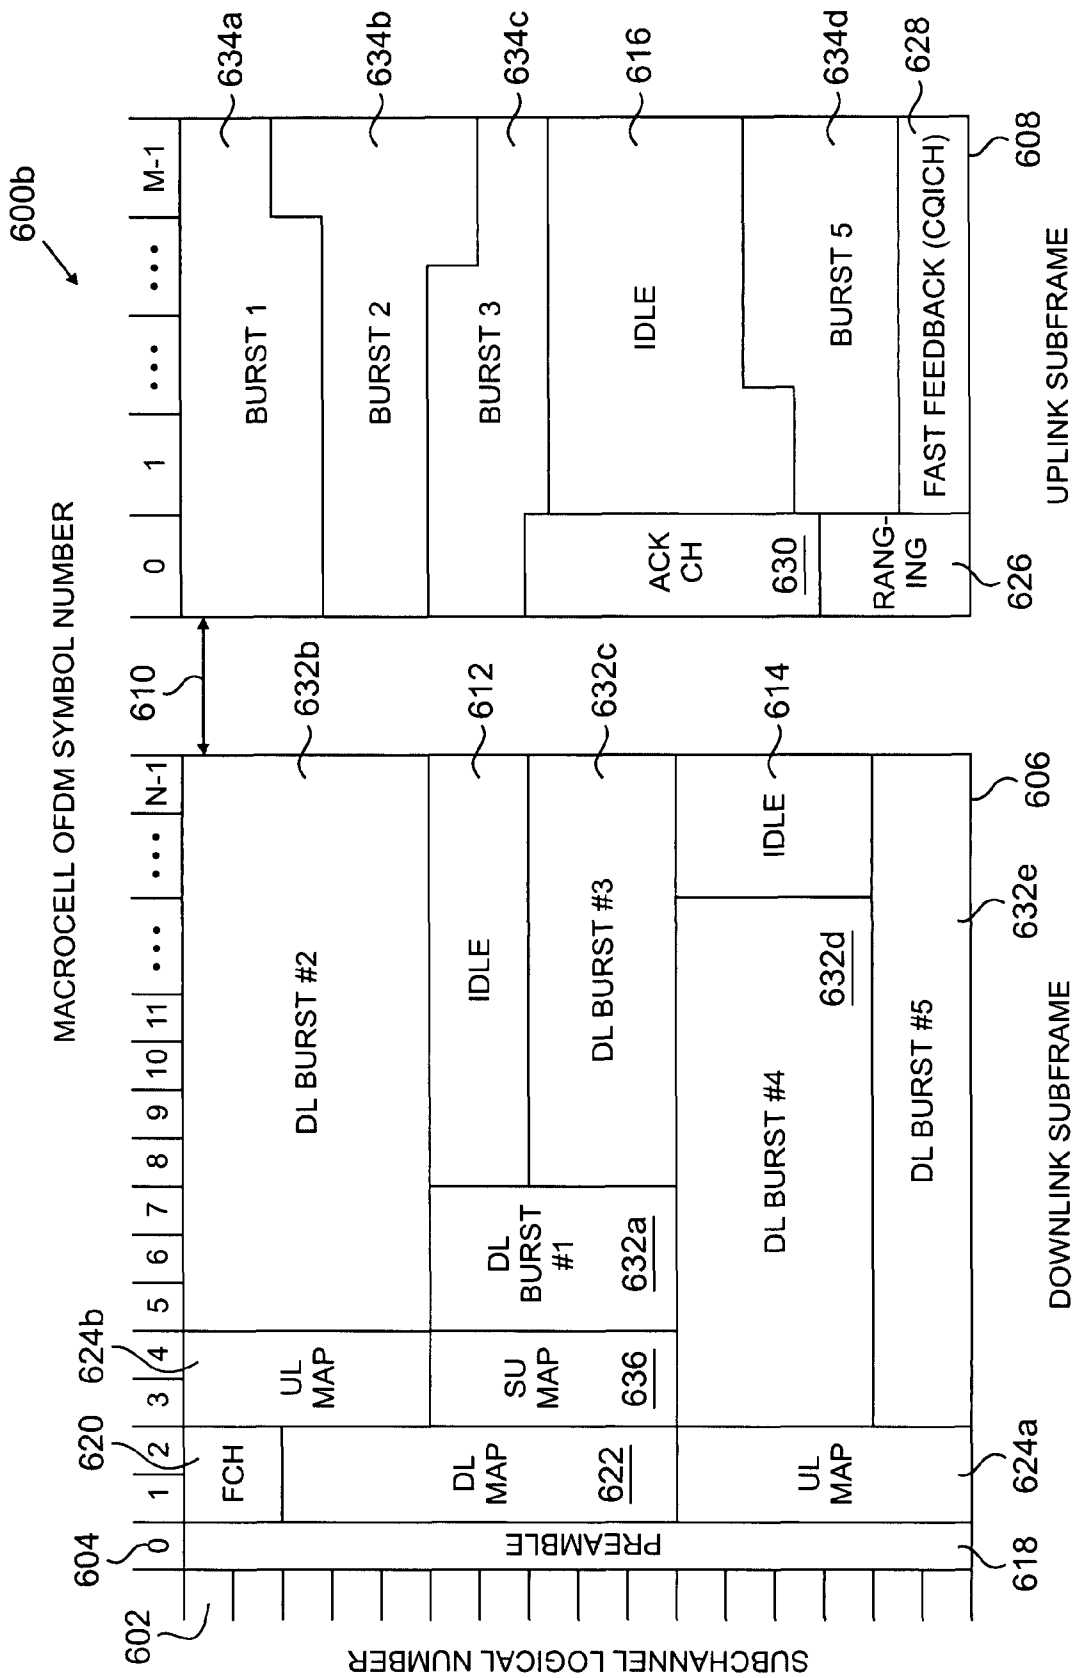 600b
MACROCELL OFDM SYMBOL NUMBER
602
604
620
624b
610
0
1
2
3
4
5
6
7
8
9
10
11
•••
•••
N-1
0
1
•••
•••
M-1
SUBCHANNEL LOGICAL NUMBER
PREAMBLE
618
FCH
DL
MAP
622
UL
MAP
624a
UL
MAP
SU
MAP
636
DL BURST #2
632b
DL
BURST
#1
632a
IDLE
612
DL BURST #3
632c
DL BURST #4
632d
IDLE
614
DL BURST #5
632e
606
DOWNLINK SUBFRAME
BURST 1
634a
BURST 2
634b
BURST 3
634c
ACK
CH
630
IDLE
616
BURST 5
634d
RANG-
ING
626
FAST FEEDBACK (CQICH)
628
608
UPLINK SUBFRAME